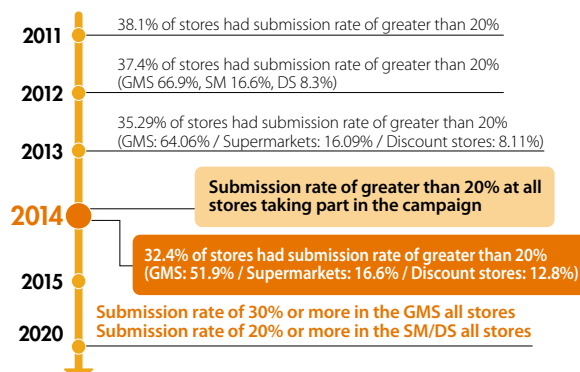 2011
38.1% of stores had submission rate of greater than 20%
2012
37.4% of stores had submission rate of greater than 20%
(GMS 66.9%, SM 16.6%, DS 8.3%)
2013
35.29% of stores had submission rate of greater than 20%
(GMS: 64.06% / Supermarkets: 16.09% / Discount stores: 8.11%)
2014
Submission rate of greater than 20% at all
stores taking part in the campaign
32.4% of stores had submission rate of greater than 20%
(GMS: 51.9% / Supermarkets: 16.6% / Discount stores: 12.8%)
2015
2020
Submission rate of 30% or more in the GMS all stores
Submission rate of 20% or more in the SM/DS all stores